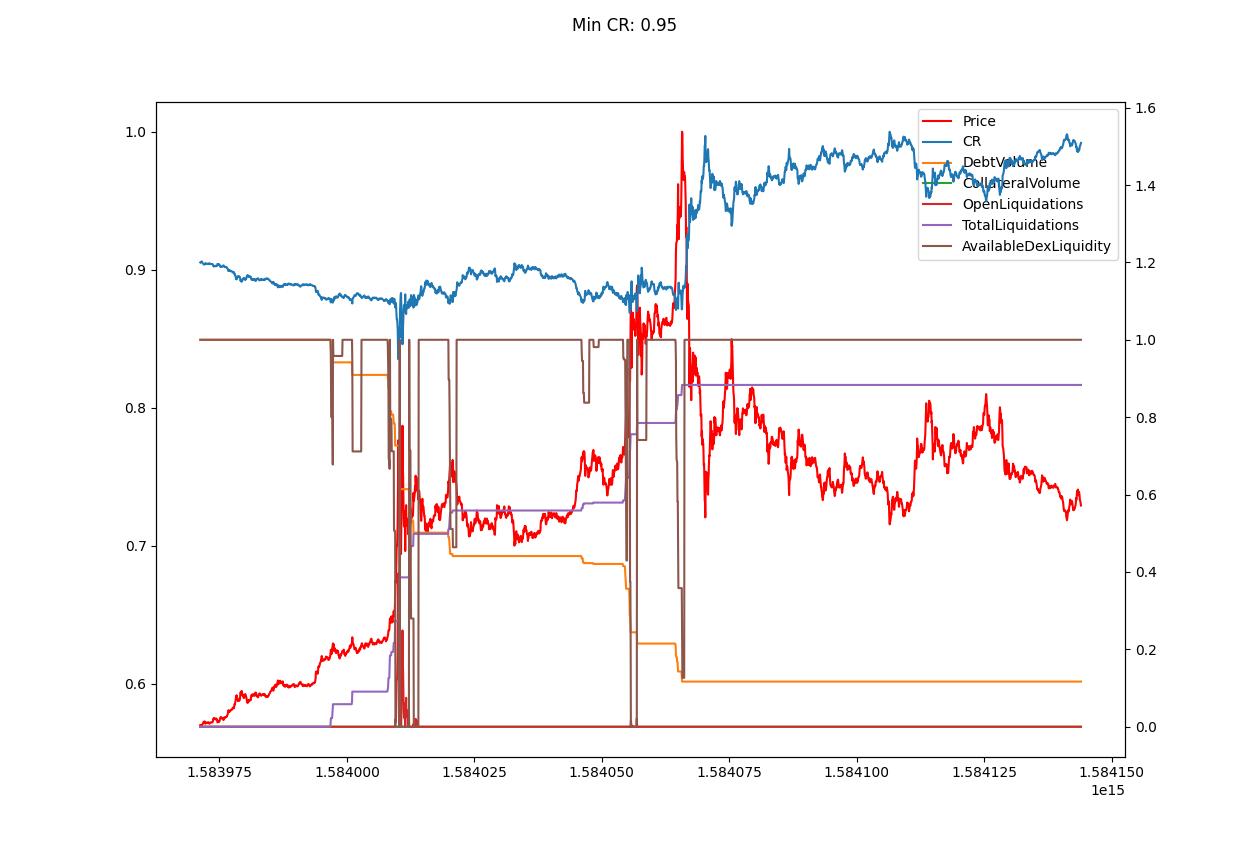 Min CR: 0.95
1.0
0.9
0.8
0.7
0.6
1.6
1.4
1.2
1.0
0.8
0.6
0.4
0.2
0.0
Price
CR
DebtVolume
CollateralVolume
OpenLiquidations
TotalLiquidations
AvailableDexLiquidity
1.583975 1.584000 1.584025 1.584050 1.584075 1.584100 1.584125 1.584150
1e15